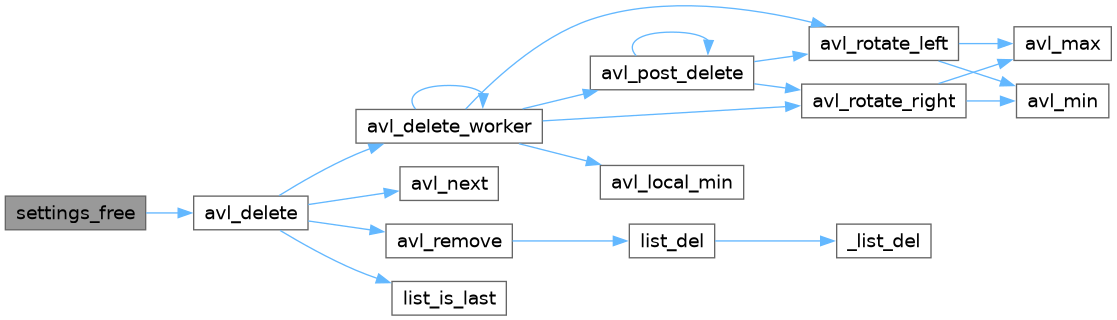 settings_free
avl_delete
avl_delete_worker
avl_next
avl_remove
list_is_last
avl_post_delete
avl_local_min
list_del
_list_del
avl_rotate_left
avl_rotate_right
avl_max
avl_min